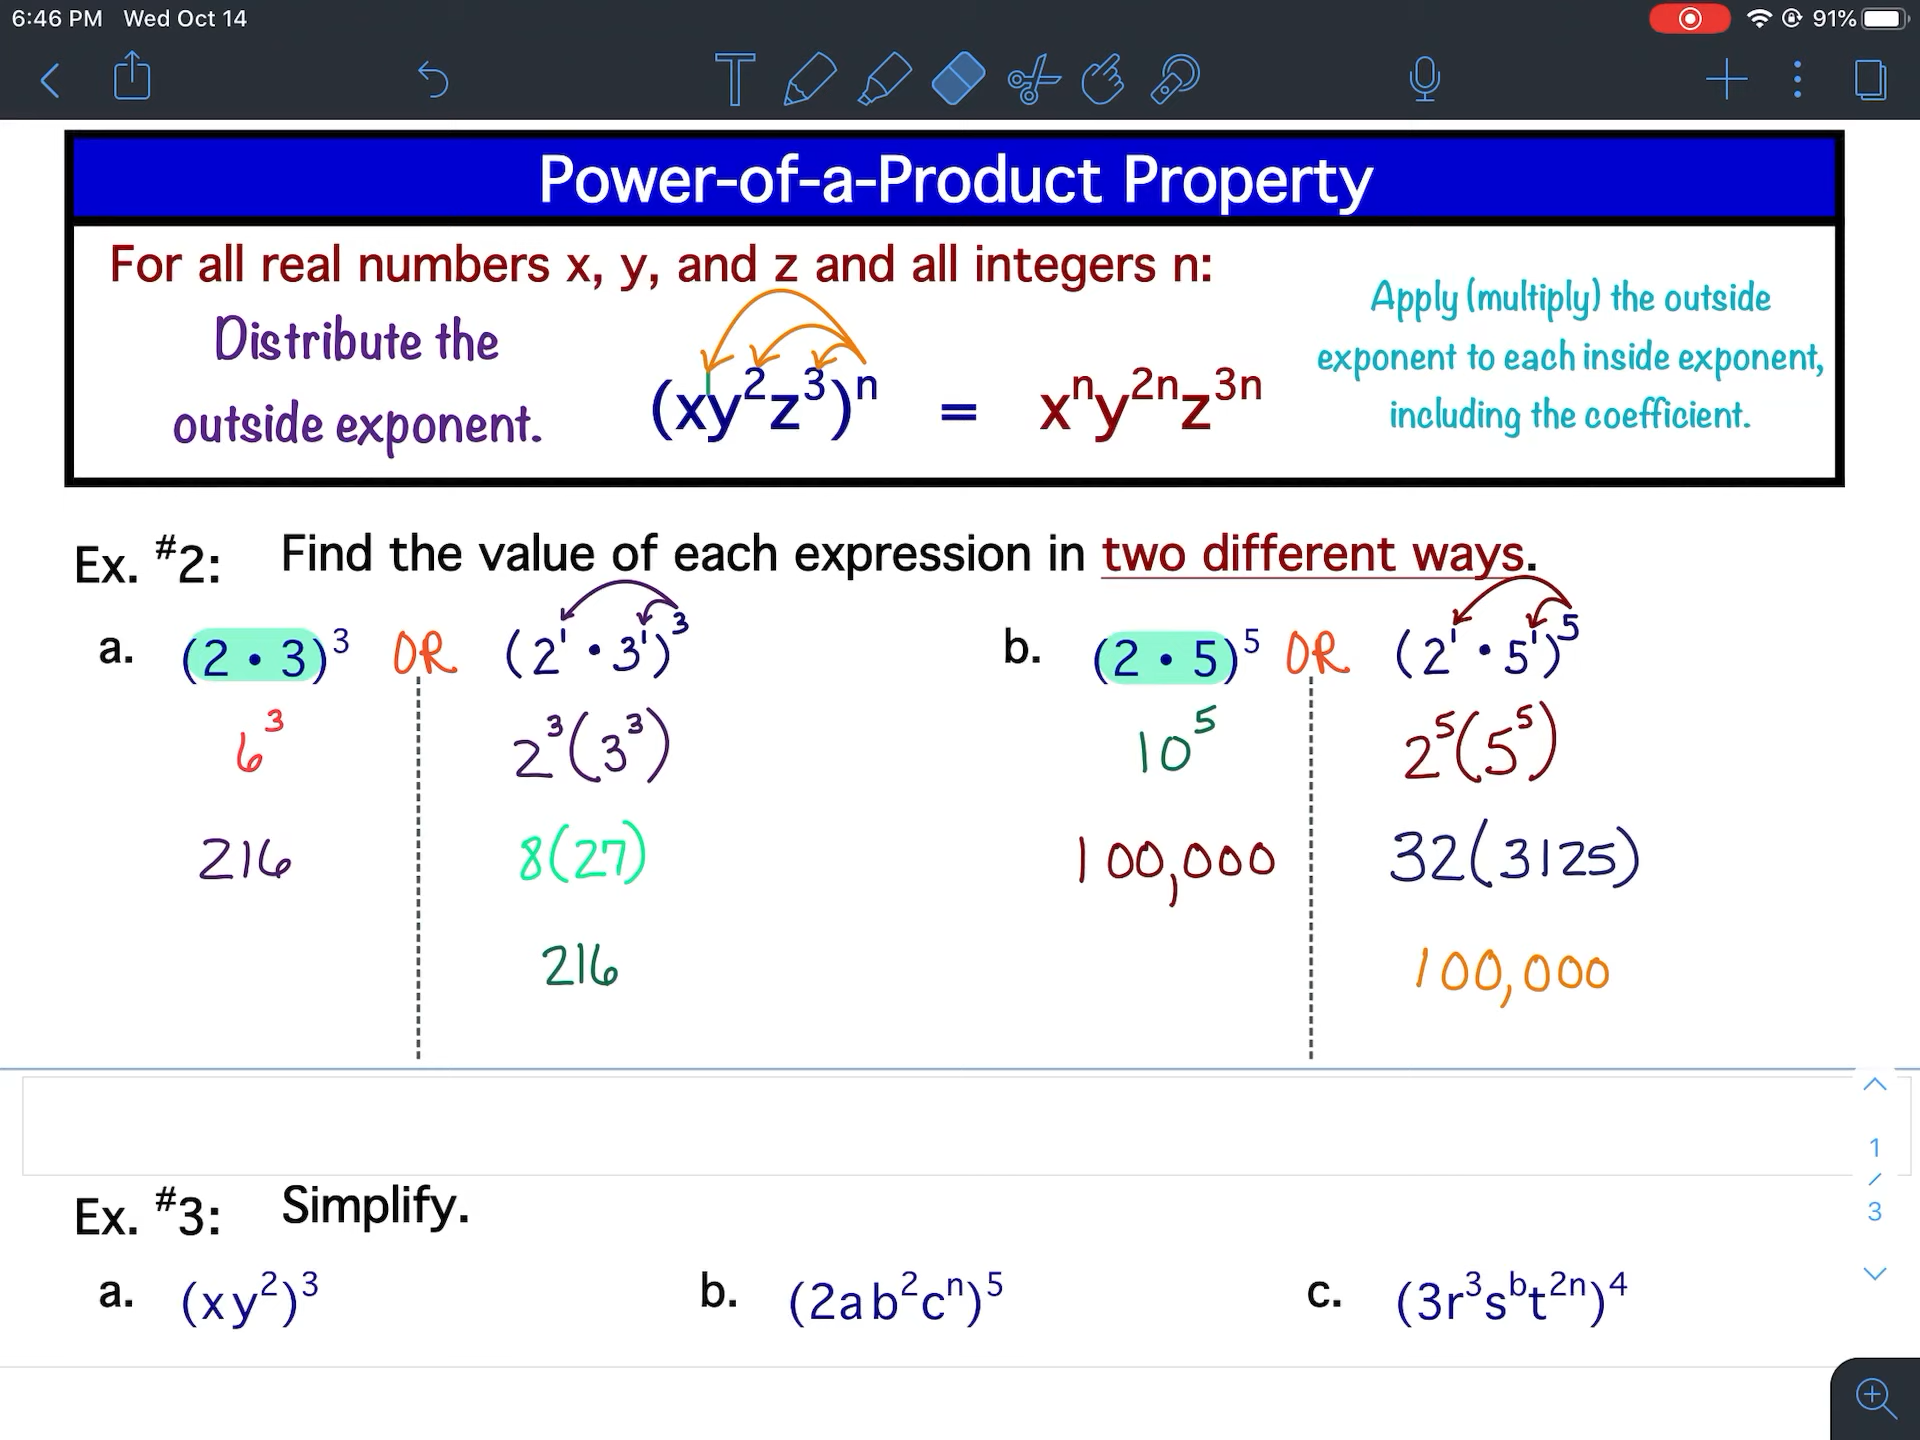 6:46 PM Wed Oct 14
91%
Power-of-a-Product Property
For all real numbers x, y, and z and all integers n:
Distribute the
outside exponent.
(xy²z³)ⁿ = xⁿy²ⁿz³ⁿ
Apply (multiply) the outside
exponent to each inside exponent,
including the coefficient.
Ex. #2: Find the value of each expression in two different ways.
a. (2 • 3)³ OR (2¹ • 3¹)³
6³
2³(3³)
216
8(27)
216
b. (2 • 5)⁵ OR (2¹ • 5¹)⁵
10⁵
2⁵(5⁵)
100,000
32(3125)
100,000
1
/
3
Ex. #3: Simplify.
a. (xy²)³
b. (2ab²cⁿ)⁵
c. (3r³sᵇt²ⁿ)⁴